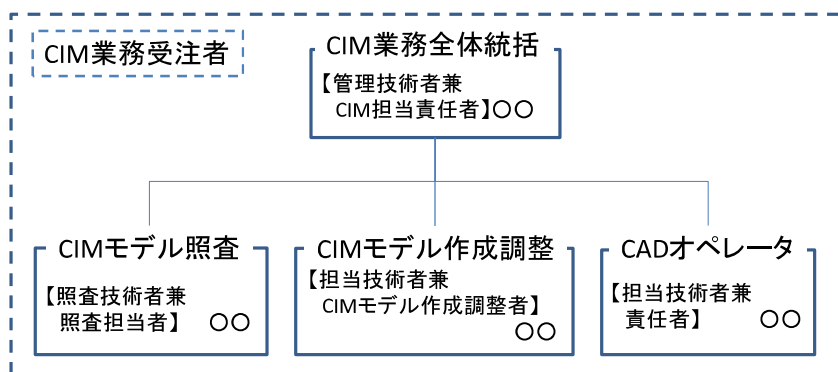 CIM業務受注者
CIM業務全体統括
【管理技術者兼
CIM担当責任者】〇〇
CIMモデル照査
【照査技術者兼
照査担当者】 〇〇
CIMモデル作成調整
【担当技術者兼
CIMモデル作成調整者】
〇〇
CADオペレータ
【担当技術者兼
責任者】 〇〇